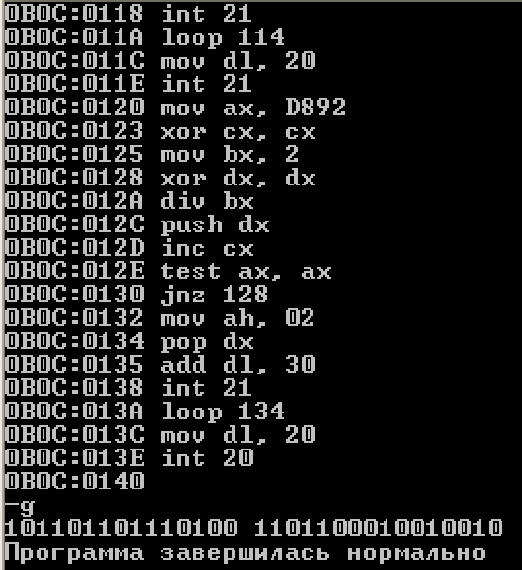 0B0C:0118 int 21
0B0C:011A loop 114
0B0C:011C mov dl, 20
0B0C:011E int 21
0B0C:0120 mov ax, D892
0B0C:0123 xor cx, cx
0B0C:0125 mov bx, 2
0B0C:0128 xor dx, dx
0B0C:012A div bx
0B0C:012C push dx
0B0C:012D inc cx
0B0C:012E test ax, ax
0B0C:0130 jnz 128
0B0C:0132 mov ah, 02
0B0C:0134 pop dx
0B0C:0135 add dl, 30
0B0C:0138 int 21
0B0C:013A loop 134
0B0C:013C mov dl, 20
0B0C:013E int 20
0B0C:0140
-g
101101101110100 1101100010010010
Программа завершилась нормально